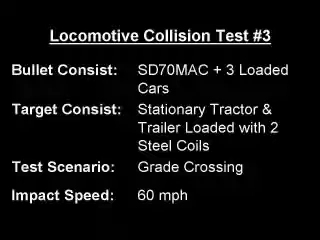 Locomotive Collision Test #3
Bullet Consist: SD70MAC + 3 Loaded
Cars
Target Consist: Stationary Tractor &
Trailer Loaded with 2
Steel Coils
Test Scenario: Grade Crossing
Impact Speed: 60 mph